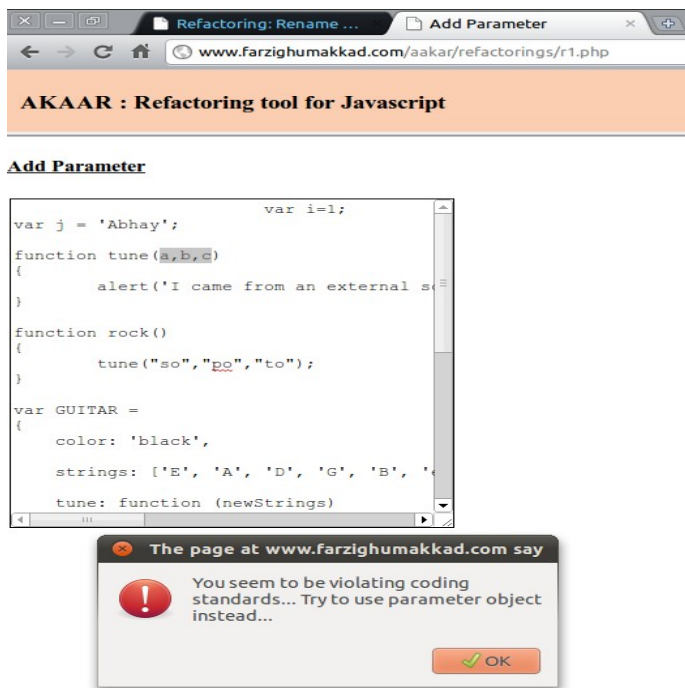 Refactoring: Rename ...
Add Parameter
www.farzighumakkad.com/aakar/refactorings/r1.php
AKAAR : Refactoring tool for Javascript
Add Parameter
var i=1;
var j = 'Abhay';
function tune(a,b,c)
{
alert('I came from an external s
}
function rock()
{
tune("so","po","to");
}
var GUITAR =
{
color: 'black',
strings: ['E', 'A', 'D', 'G', 'B', '
tune: function (newStrings)
The page at www.farzighumakkad.com say
You seem to be violating coding
standards... Try to use parameter object
instead...
OK